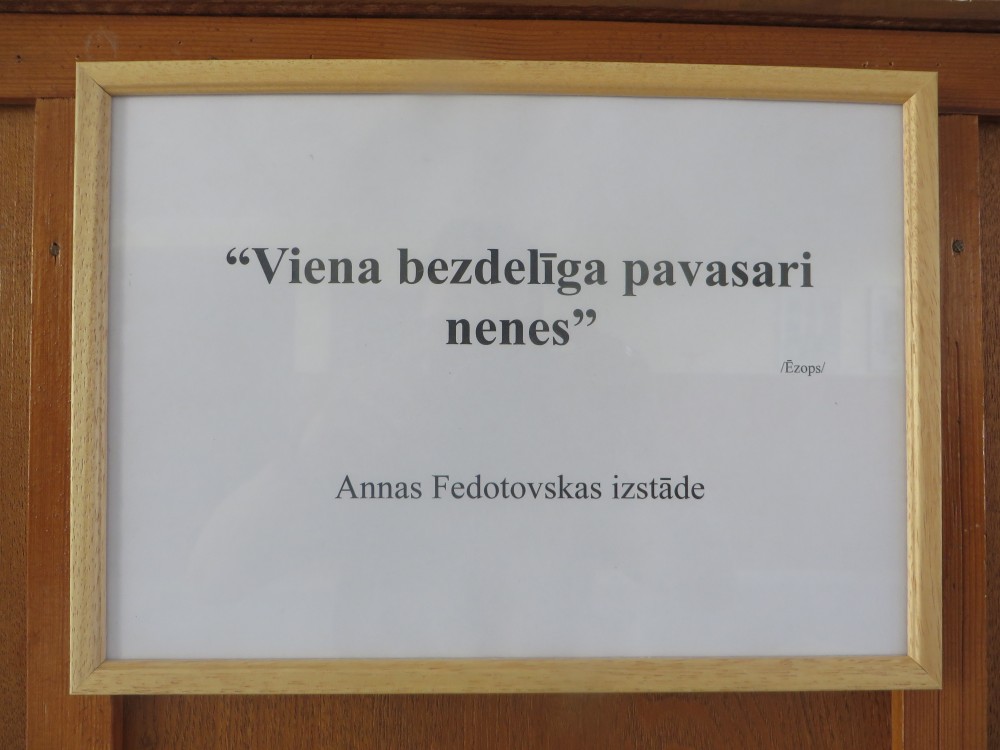 “Viena bezdelīga pavasari
nenes”
/Ēzops/
Annas Fedotovskas izstāde